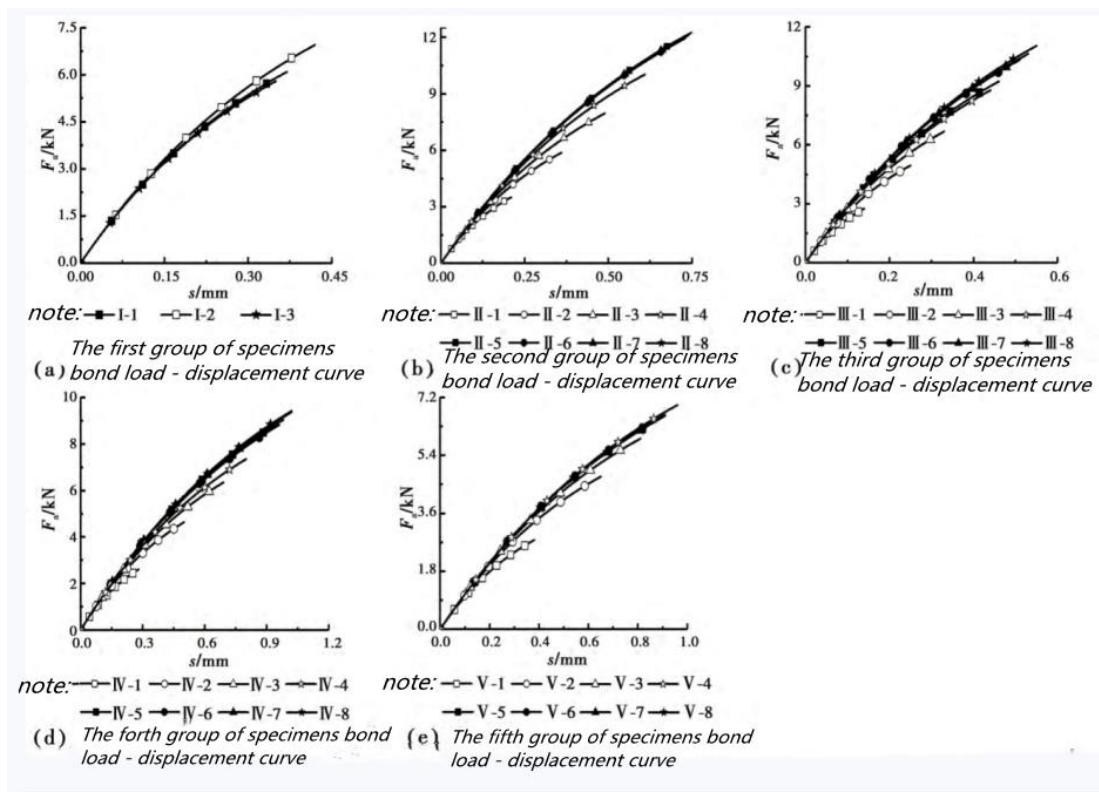 7.5
6.0
4.5
3.0
1.5
0.0
Fu/kN
0.00 0.15 0.30 0.45
s/mm
note: I-1 I-2 I-3
(a) The first group of specimens
bond load - displacement curve
12
9
6
3
0
Fu/kN
0.00 0.25 0.50 0.75
s/mm
note: Ⅱ-1 Ⅱ-2 Ⅱ-3 Ⅱ-4
Ⅱ-5 Ⅱ-6 Ⅱ-7 Ⅱ-8
(b) The second group of specimens
bond load - displacement curve
12
9
6
3
0
Fu/kN
0.0 0.2 0.4 0.6
s/mm
note: Ⅲ-1 Ⅲ-2 Ⅲ-3 Ⅲ-4
Ⅲ-5 Ⅲ-6 Ⅲ-7 Ⅲ-8
(c) The third group of specimens
bond load - displacement curve
10
8
6
4
2
0
Fu/kN
0.0 0.3 0.6 0.9 1.2
s/mm
note: Ⅳ-1 Ⅳ-2 Ⅳ-3 Ⅳ-4
Ⅳ-5 Ⅳ-6 Ⅳ-7 Ⅳ-8
(d) The forth group of specimens bond
load - displacement curve
7.2
5.4
3.6
1.8
0.0
Fu/kN
0.0 0.2 0.4 0.6 0.8 1.0
s/mm
note: Ⅴ-1 Ⅴ-2 Ⅴ-3 Ⅴ-4
Ⅴ-5 Ⅴ-6 Ⅴ-7 Ⅴ-8
(e) The fifth group of specimens bond
load - displacement curve